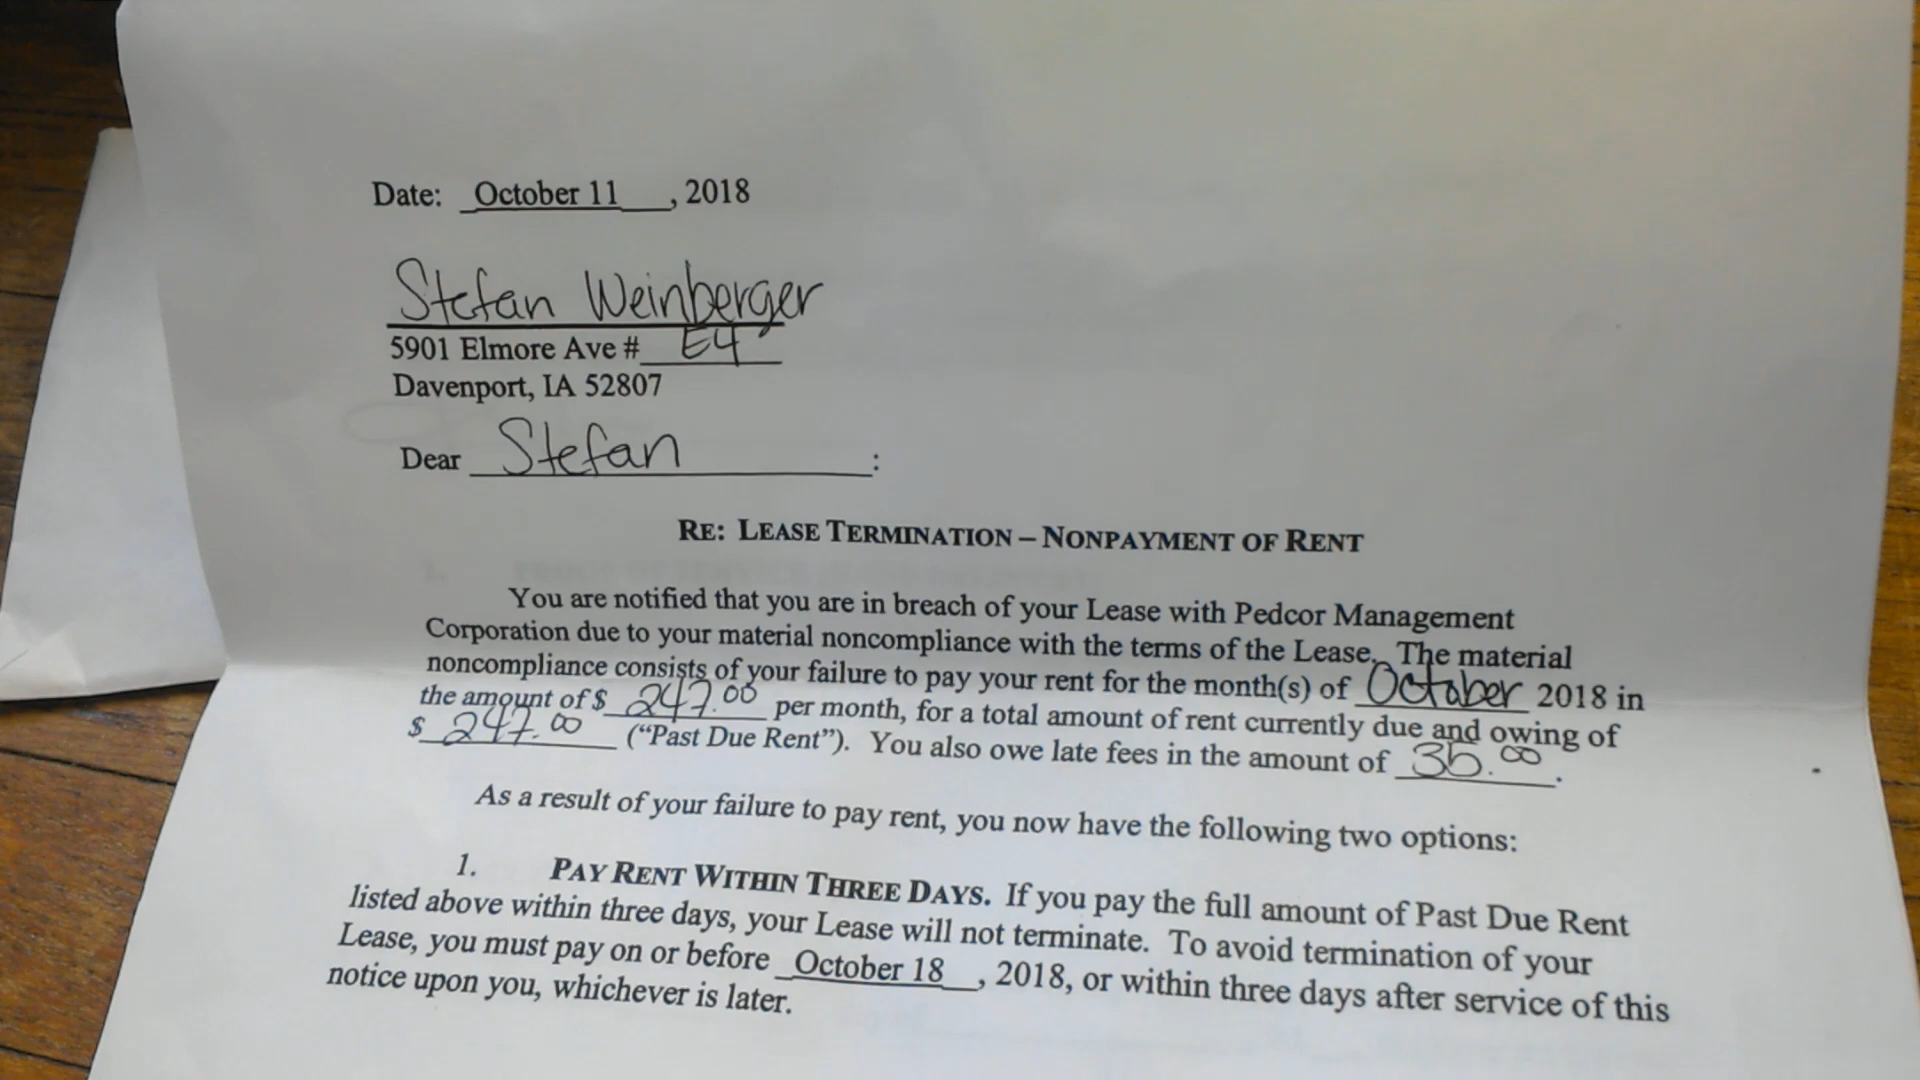 Date: October 11, 2018
Stefan Weinberger
5901 Elmore Ave # E4
Davenport, IA 52807
Dear Stefan:
RE: LEASE TERMINATION – NONPAYMENT OF RENT
You are notified that you are in breach of your Lease with Pedcor Management
Corporation due to your material noncompliance with the terms of the Lease. The material
noncompliance consists of your failure to pay your rent for the month(s) of October 2018 in
the amount of $ 247.00 per month, for a total amount of rent currently due and owing of
$ 247.00 ("Past Due Rent"). You also owe late fees in the amount of 35.00.
As a result of your failure to pay rent, you now have the following two options:
1. PAY RENT WITHIN THREE DAYS. If you pay the full amount of Past Due Rent
listed above within three days, your Lease will not terminate. To avoid termination of your
Lease, you must pay on or before October 18, 2018, or within three days after service of this
notice upon you, whichever is later.